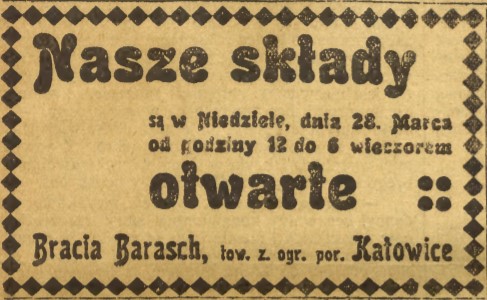 Nasze składy
są w Niedzielę, dnia 28. Marca
od godziny 12 do 6 wieczorem
otwarte
Bracia Barasch, tow. z. ogr. por. Katowice